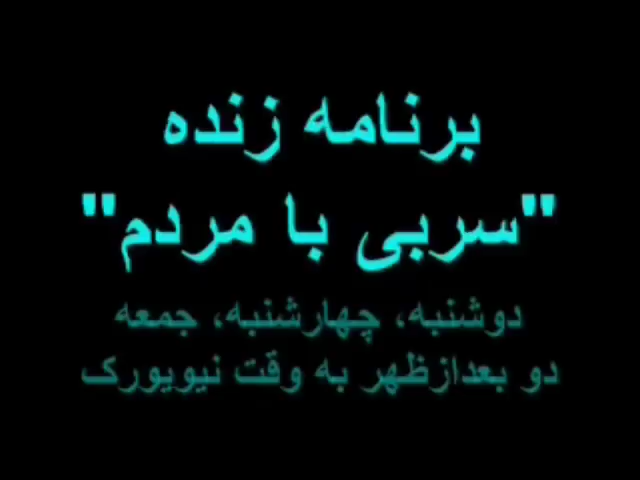 برنامه زنده
"سربی با مردم"
دوشنبه، چهارشنبه، جمعه
دو بعدازظهر به وقت نیویورک